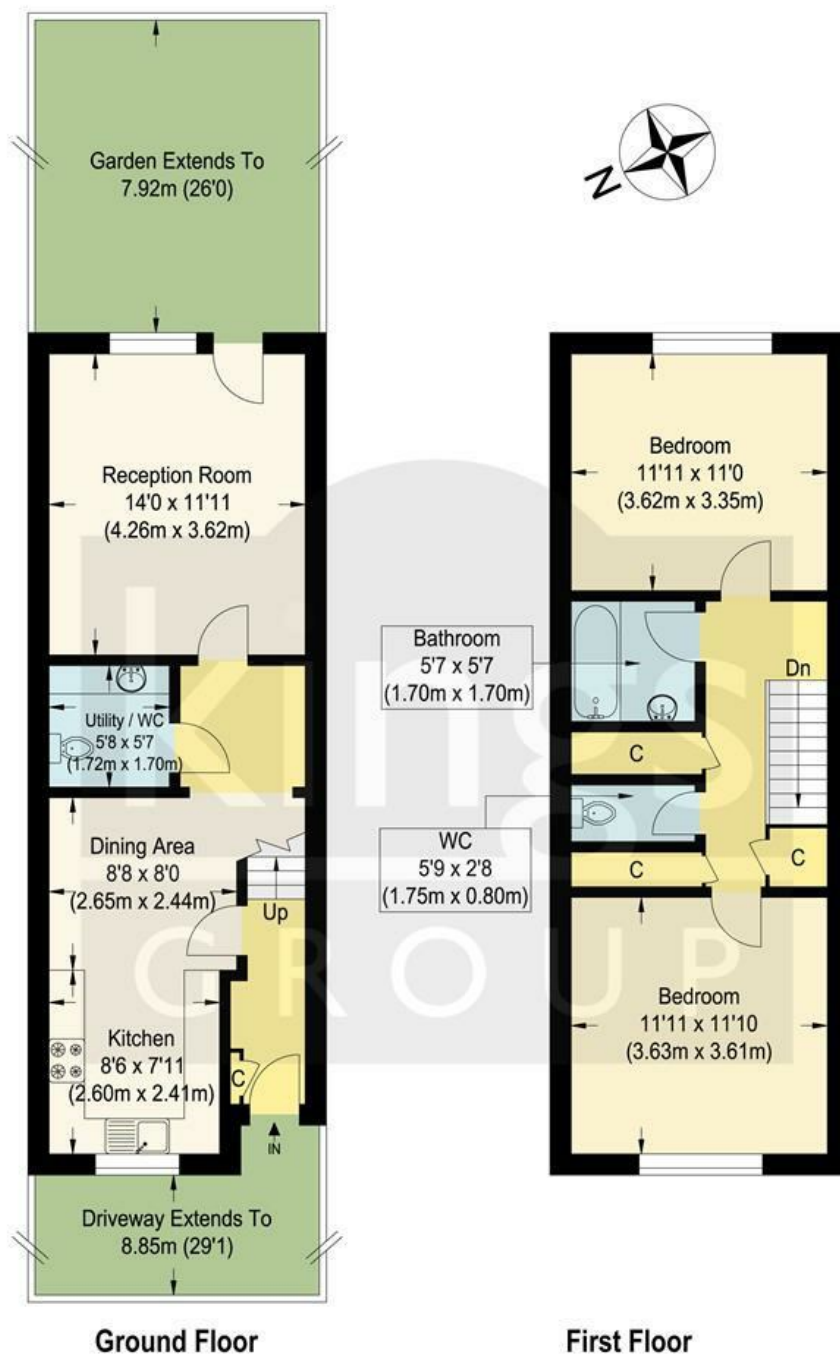 Garden Extends To
7.92m (26'0)
N
Reception Room
14'0 x 11'11
(4.26m x 3.62m)
Utility / WC
5'8 x 5'7
(1.72m x 1.70m)
Dining Area
8'8 x 8'0
(2.65m x 2.44m)
Up
Kitchen
8'6 x 7'11
(2.60m x 2.41m)
C
IN
Driveway Extends To
8.85m (29'1)
Ground Floor
Bedroom
11'11 x 11'0
(3.62m x 3.35m)
Bathroom
5'7 x 5'7
(1.70m x 1.70m)
Dn
C
WC
5'9 x 2'8
(1.75m x 0.80m)
C
C
Bedroom
11'11 x 11'10
(3.63m x 3.61m)
First Floor
kings
GROUP